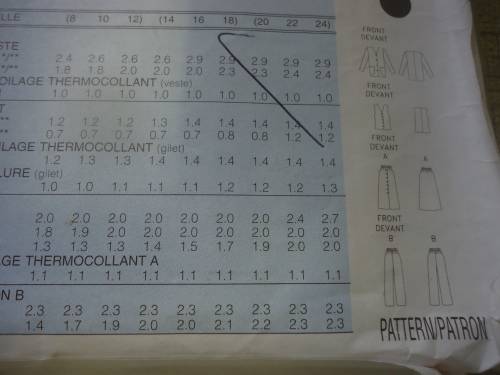 LLE (8 10 12) (14 16 18) (20 22 24)
STE
*/** 2.4 2.6 2.6 2.6 2.9 2.9 2.9 2.9 2.9
*/** 1.8 1.8 2.0 2.0 2.0 2.3 2.3 2.4 2.4
OILAGE THERMOCOLLANT (veste)
1.0 1.0 1.0 1.0 1.0 1.0 1.0 1.0 1.0
T
** 1.2 1.2 1.2 1.3 1.4 1.4 1.4 1.4 1.4
** 0.7 0.7 0.7 0.7 0.7 0.8 0.8 1.2 1.2
ILAGE THERMOCOLLANT (gilet)
1.2 1.3 1.3 1.4 1.4 1.4 1.4 1.4 1.4
LURE (gilet)
1.0 1.0 1.1 1.1 1.1 1.2 1.2 1.2 1.3
2.0 2.0 2.0 2.0 2.0 2.0 2.0 2.4 2.7
1.8 1.9 2.0 2.0 2.0 2.0 2.0 2.0 2.0
1.3 1.3 1.3 1.4 1.5 1.7 1.9 2.0 2.0
AGE THERMOCOLLANT A
1.1 1.1 1.1 1.1 1.1 1.1 1.1 1.1 1.1
ON B
2.3 2.3 2.3 2.3 2.3 2.3 2.3 2.3 2.3
1.4 1.7 1.9 2.0 2.0 2.1 2.2 2.3 2.3
FRONT
DEVANT
FRONT
DEVANT
FRONT
DEVANT
A A
FRONT
DEVANT
B B
PATTERN/PATRON